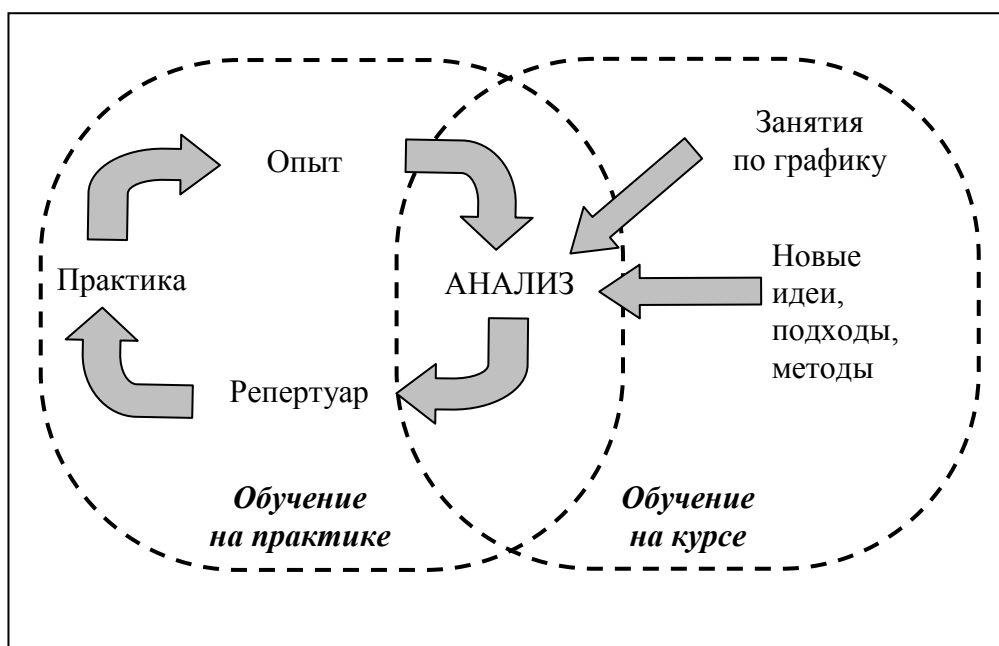 Опыт
Занятия
по графику
Практика
АНАЛИЗ
Новые
идеи,
подходы,
методы
Репертуар
Обучение
на практике
Обучение
на курсе